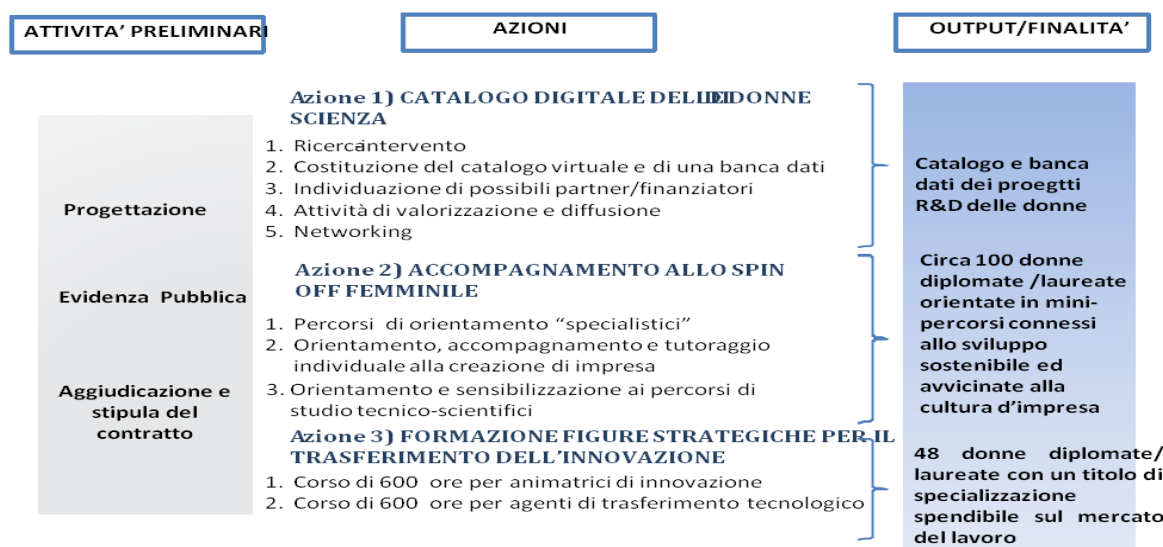 ATTIVITA' PRELIMINARI
AZIONI
OUTPUT/FINALITA'
Progettazione
Evidenza Pubblica
Aggiudicazione e
stipula del
contratto
Azione 1) CATALOGO DIGITALE DONNE
SCIENZA
1. Ricerca intervento
2. Costituzione del catalogo virtuale e di una banca dati
3. Individuazione di possibili partner/finanziatori
4. Attività di valorizzazione e diffusione
5. Networking
Azione 2) ACCOMPAGNAMENTO ALLO SPIN
OFF FEMMINILE
1. Percorsi di orientamento “specialistici”
2. Orientamento, accompagnamento e tutoraggio
individuale alla creazione di impresa
3. Orientamento e sensibilizzazione ai percorsi di
studio tecnico-scientifici
Azione 3) FORMAZIONE FIGURE STRATEGICHE PER IL
TRASFERIMENTO DELL'INNOVAZIONE
1. Corso di 600 ore per animatrici di innovazione
2. Corso di 600 ore per agenti di trasferimento tecnologico
Catalogo e banca
dati dei proegtti
R&D delle donne
Circa 100 donne
diplomate /laureate
orientate in mini-
percorsi connessi
allo sviluppo
sostenibile ed
avvicinate alla
cultura d'impresa
48 donne diplomate/
laureate con un titolo di
specializzazione
spendibile sul mercato
del lavoro